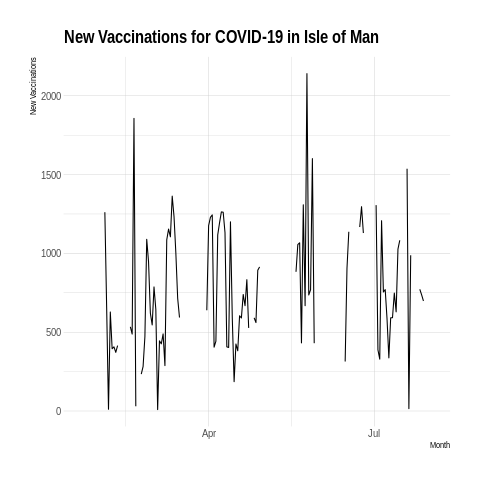 New Vaccinations for COVID-19 in Isle of Man
New Vaccinations
2000
1500
1000
500
0
Apr
Jul
Month